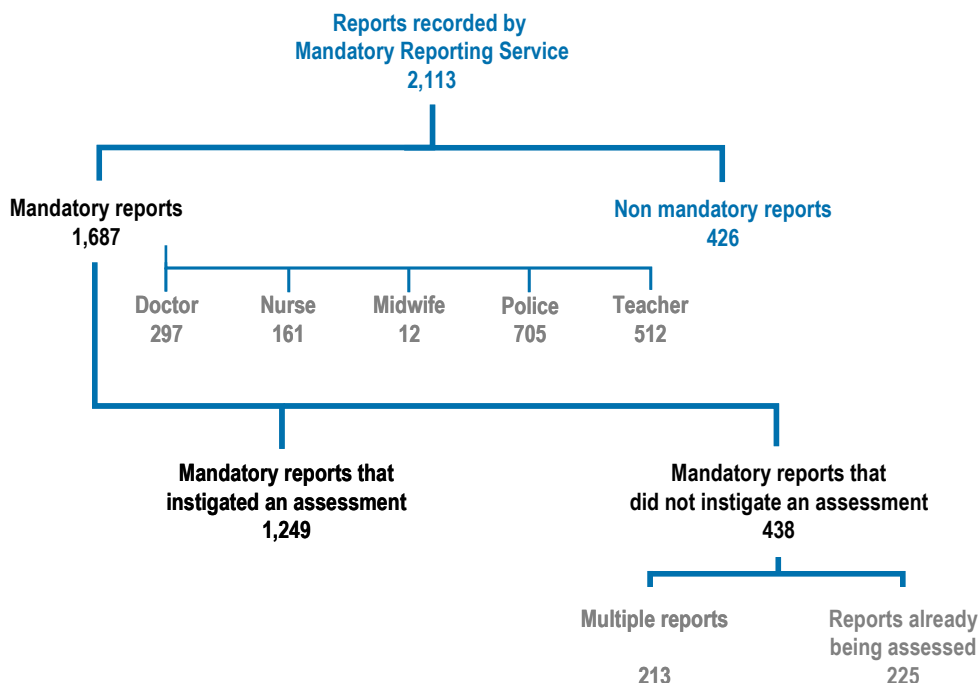 Reports recorded by
Mandatory Reporting Service
2,113
Mandatory reports
1,687
Non mandatory reports
426
Doctor
297
Nurse
161
Midwife
12
Police
705
Teacher
512
Mandatory reports that
instigated an assessment
1,249
Mandatory reports that
did not instigate an assessment
438
Multiple reports
213
Reports already
being assessed
225